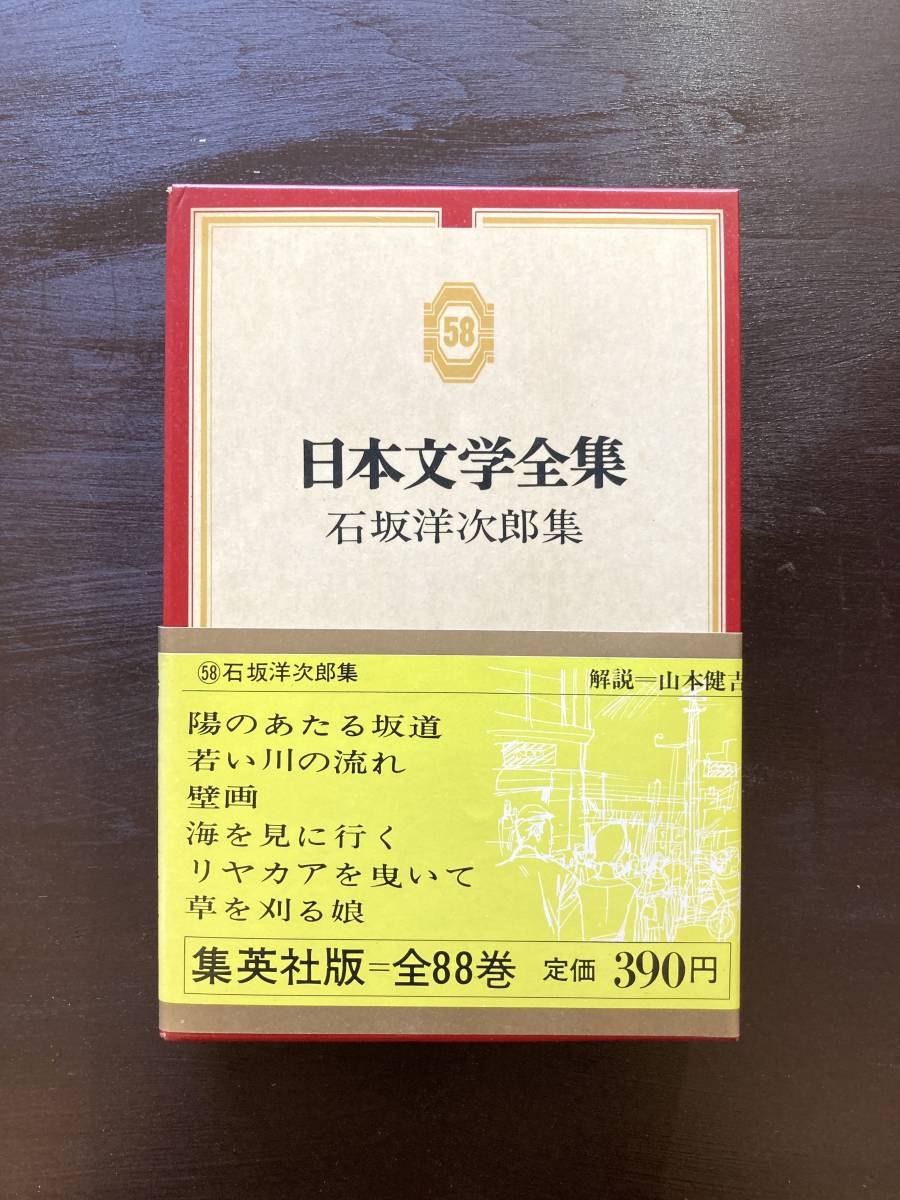 58
日本文学全集
石坂洋次郎集
㊽石坂洋次郎集
解説=山本健吉
陽のあたる坂道
若い川の流れ
壁画
海を見に行く
リヤカアを曳いて
草を刈る娘
集英社版=全88巻 定価 390円